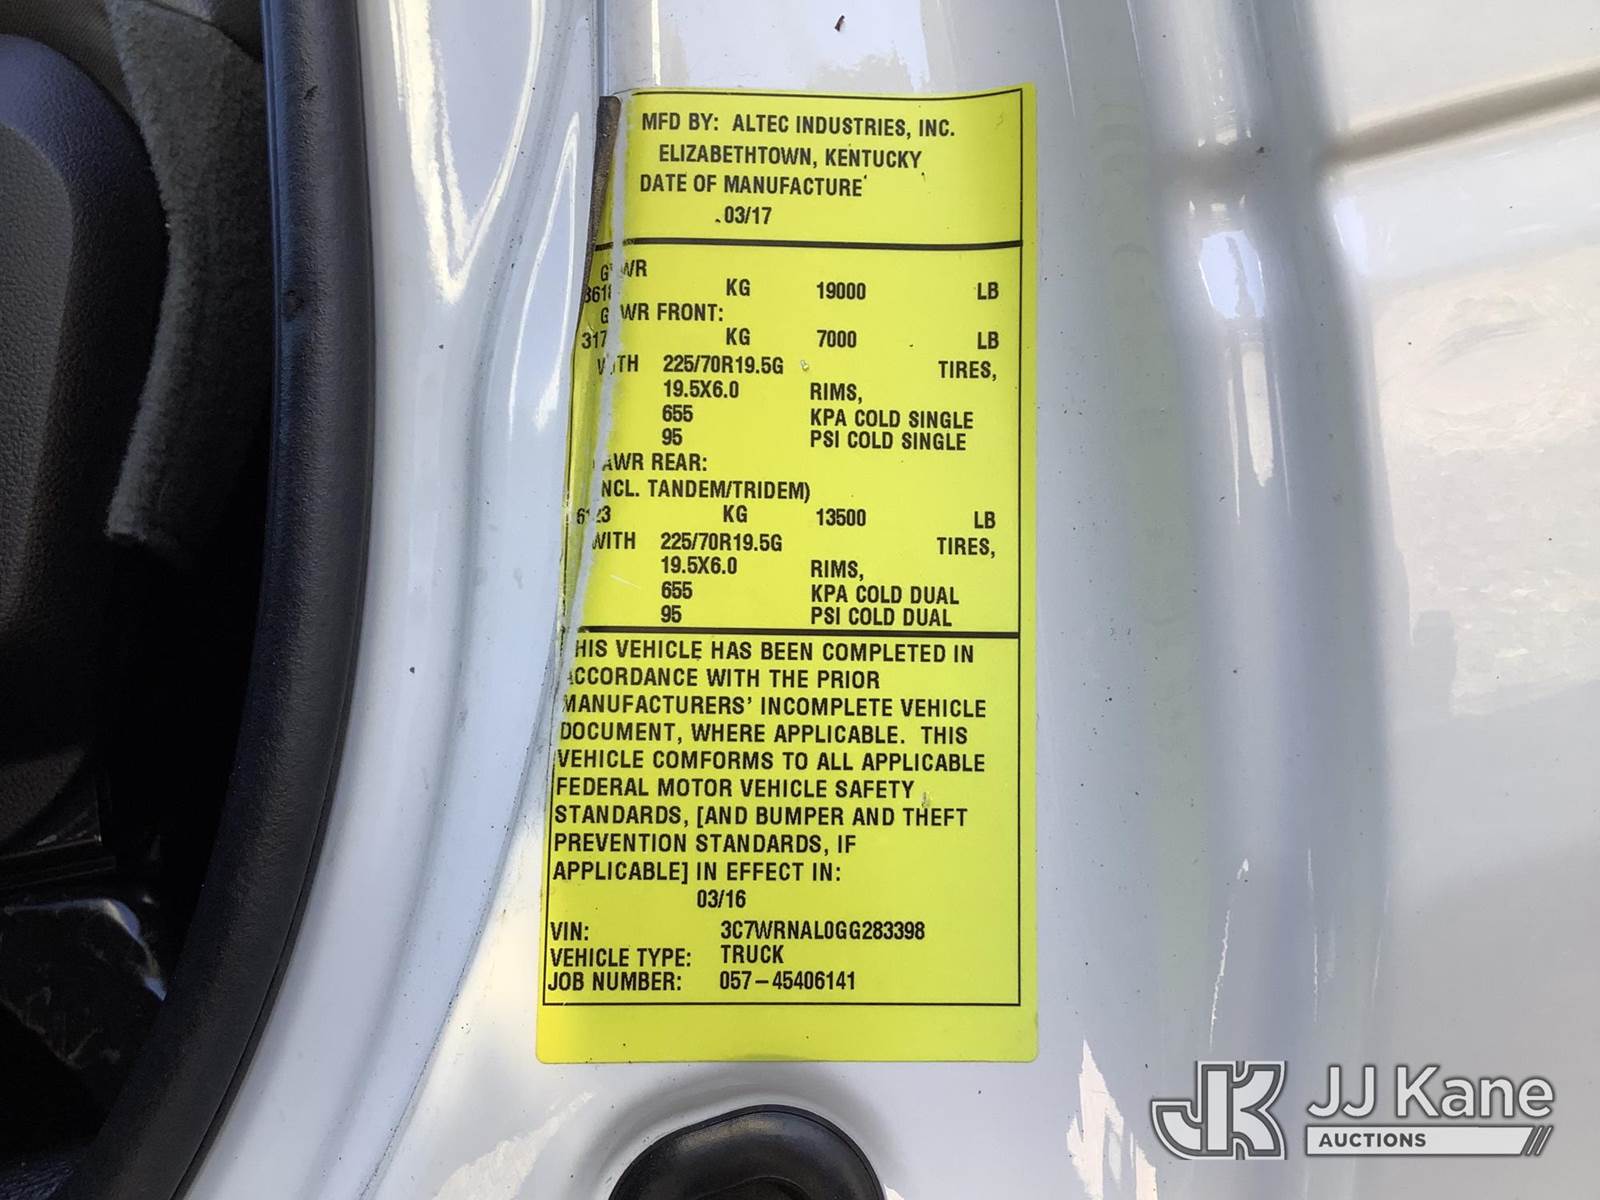 MFD BY: ALTEC INDUSTRIES, INC.
ELIZABETHTOWN, KENTUCKY
DATE OF MANUFACTURE
03/17
KG 19000 LB
WR FRONT:
KG 7000 LB
225/70R19.5G TIRES,
19.5X6.0 RIMS,
655 KPA COLD SINGLE
95 PSI COLD SINGLE
AWR REAR:
NCL. TANDEM/TRIDEM)
KG 13500 LB
WITH 225/70R19.5G TIRES,
19.5X6.0 RIMS,
655 KPA COLD DUAL
95 PSI COLD DUAL
HIS VEHICLE HAS BEEN COMPLETED IN
ACCORDANCE WITH THE PRIOR
MANUFACTURERS' INCOMPLETE VEHICLE
DOCUMENT, WHERE APPLICABLE. THIS
VEHICLE COMFORMS TO ALL APPLICABLE
FEDERAL MOTOR VEHICLE SAFETY
STANDARDS, [AND BUMPER AND THEFT
PREVENTION STANDARDS, IF
APPLICABLE] IN EFFECT IN:
03/16
VIN: 3C7WRNAL0GG283398
VEHICLE TYPE: TRUCK
JOB NUMBER: 057-45406141
JK JJ Kane
AUCTIONS